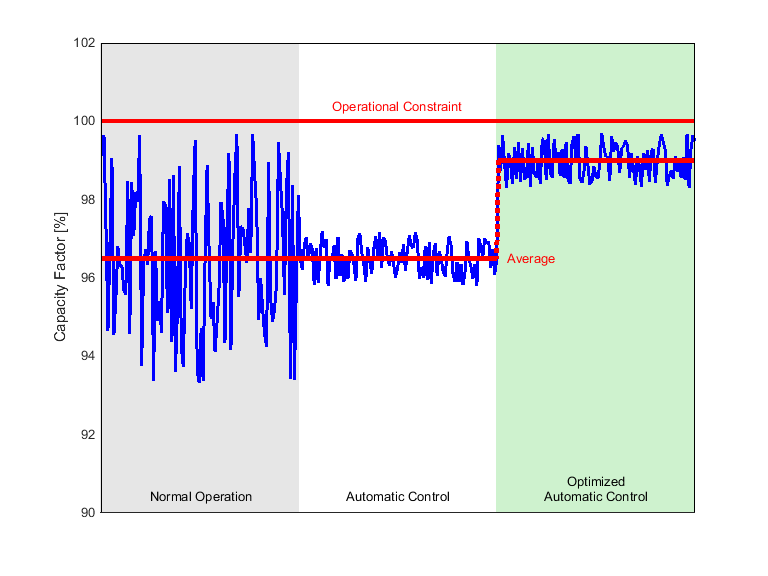 102
100
98
96
94
92
90
Capacity Factor [%]
Operational Constraint
Average
Normal Operation
Automatic Control
Optimized
Automatic Control